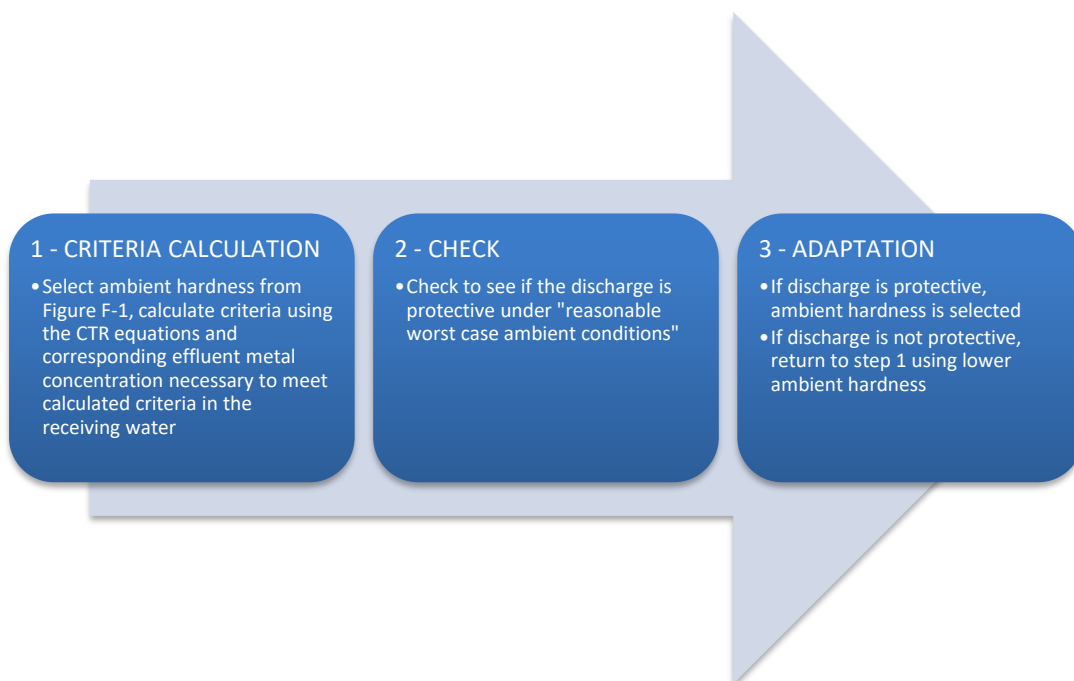 1 - CRITERIA CALCULATION
•Select ambient hardness from
Figure F-1, calculate criteria using
the CTR equations and
corresponding effluent metal
concentration necessary to meet
calculated criteria in the
receiving water
2 - CHECK
•Check to see if the discharge is
protective under "reasonable
worst case ambient conditions"
3 - ADAPTATION
•If discharge is protective,
ambient hardness is selected
•If discharge is not protective,
return to step 1 using lower
ambient hardness